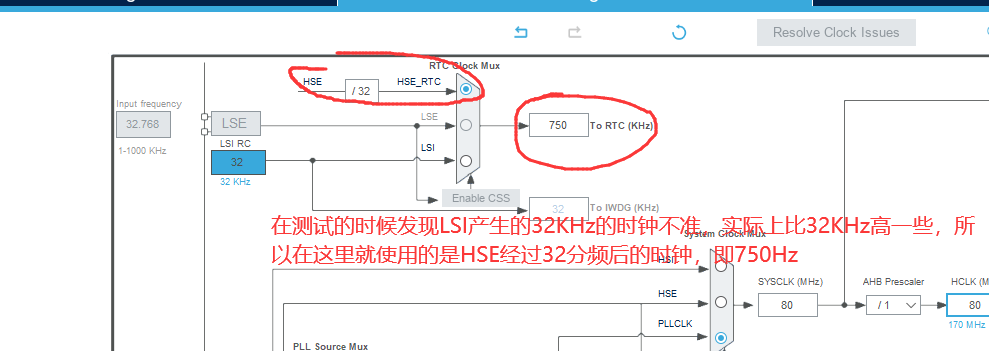 Resolve Clock Issues
RTC Clock Mux
HSE
/ 32
HSE_RTC
Input frequency
32.768
1-1000 KHz
LSE
LSE
750
To RTC (KHz)
LSI RC
32
32 KHz
LSI
Enable CSS
32
To IWDG (KHz)
在测试的时候发现LSI产生的32KHz的时钟不准，实际上比32KHz高一些，所
以在这里就使用的是HSE经过32分频后的时钟，即750Hz
System Clock Mux
HSI
HSE
PLLCLK
SYSCLK (MHz)
80
AHB Prescaler
/ 1
HCLK (M
80
170 MHz
PLL Source Mux